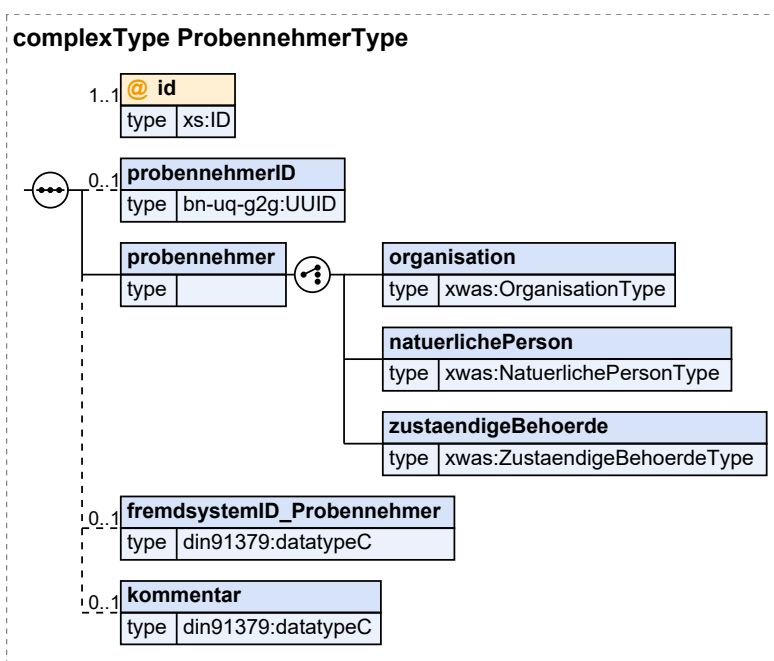 complexType ProbennehmerType
1..1 @ id
type xs:ID
0..1 probennehmerID
type bn-uq-g2g:UUID
probennehmer organisation
type type xwas:OrganisationType
natuerlichePerson
type xwas:NatuerlichePersonType
zustaendigeBehoerde
type xwas:ZustaendigeBehoerdeType
0..1 fremdsystemID_Probennehmer
type din91379:datatypeC
0..1 kommentar
type din91379:datatypeC